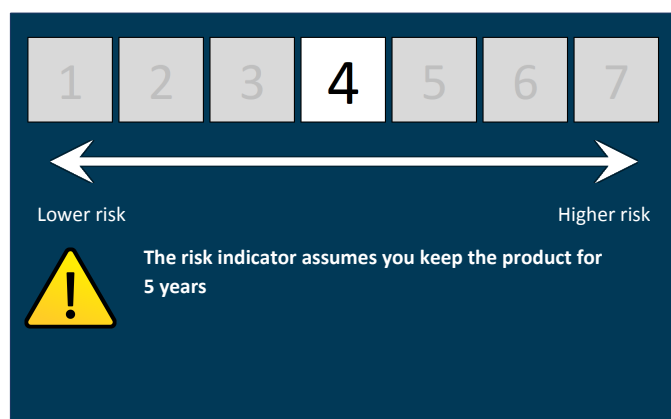 1 2 3 4 5 6 7
Lower risk Higher risk
The risk indicator assumes you keep the product for
5 years